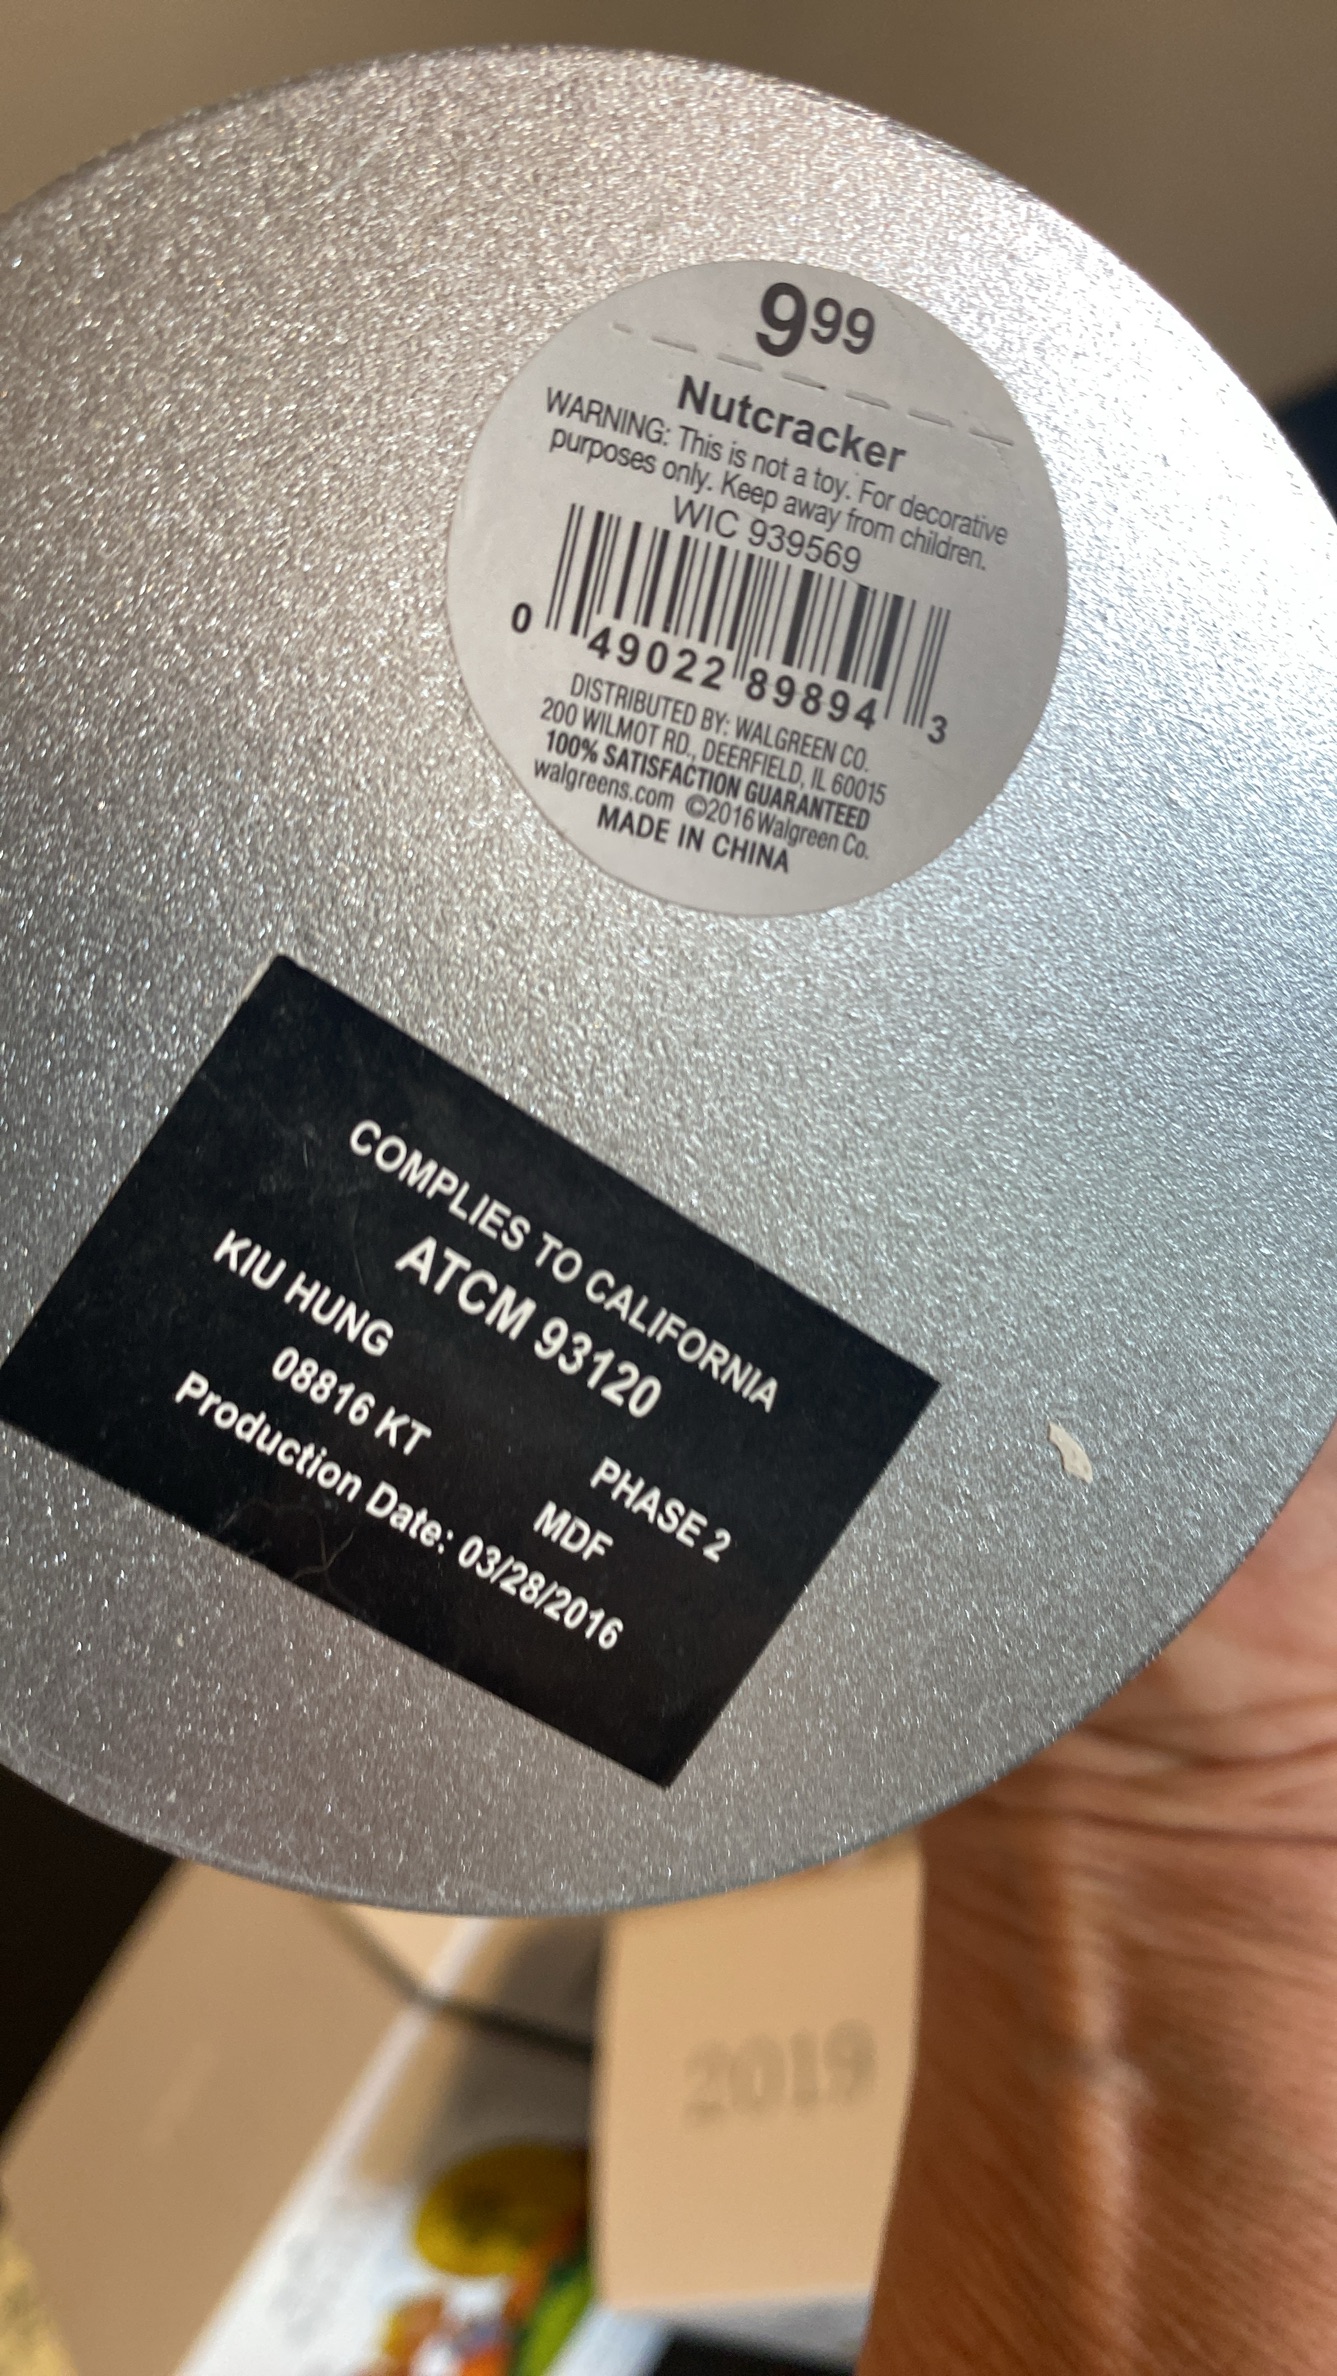 9.99
Nutcracker
WARNING: This is not a toy. For decorative
purposes only. Keep away from children.
WIC 939569
0 49022 89894 3
DISTRIBUTED BY: WALGREEN CO.
200 WILMOT RD., DEERFIELD, IL 60015
100% SATISFACTION GUARANTEED
walgreens.com ©2016 Walgreen Co.
MADE IN CHINA
COMPLIES TO CALIFORNIA
ATCM 93120
KIU HUNG PHASE 2
08816 KT MDF
Production Date: 03/28/2016
2019